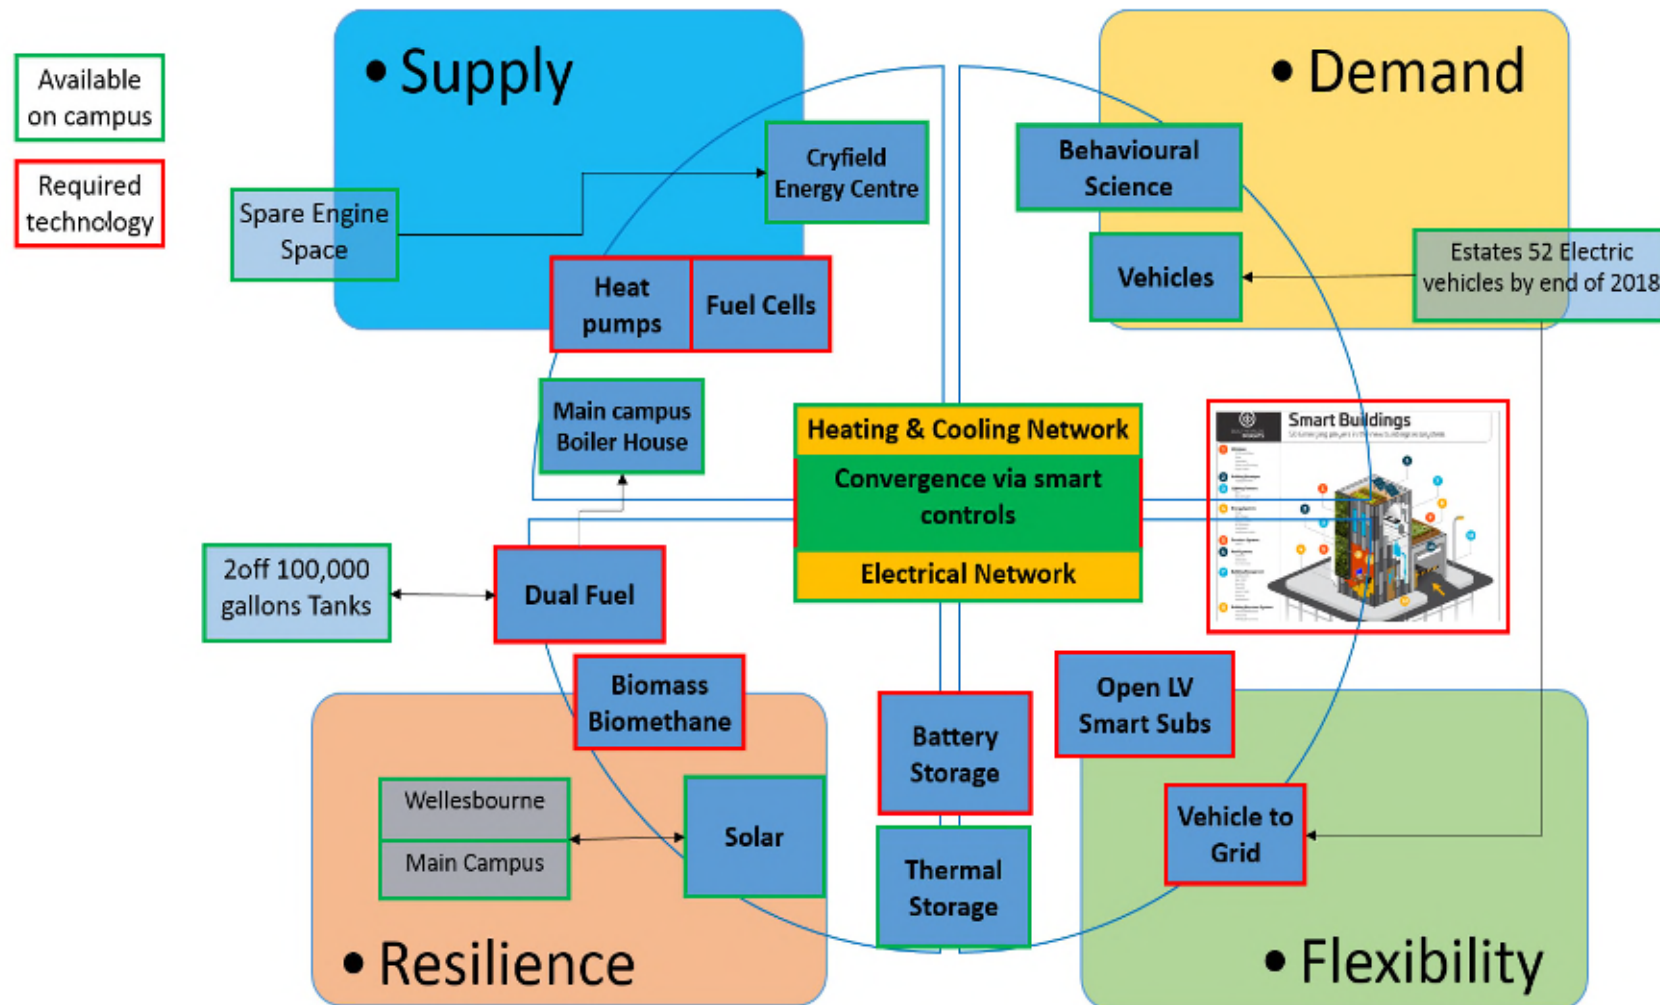 • Supply
• Demand
Available
on campus
Required
technology
Spare Engine
Space
Cryfield
Energy Centre
Behavioural
Science
Vehicles
Estates 52 Electric
vehicles by end of 2018
Heat
pumps
Fuel Cells
Main campus
Boiler House
Heating & Cooling Network
Convergence via smart
controls
Electrical Network
Smart Buildings
2off 100,000
gallons Tanks
Dual Fuel
Biomass
Biomethane
Battery
Storage
Open LV
Smart Subs
Wellesbourne
Main Campus
Solar
Thermal
Storage
Vehicle to
Grid
• Resilience
• Flexibility